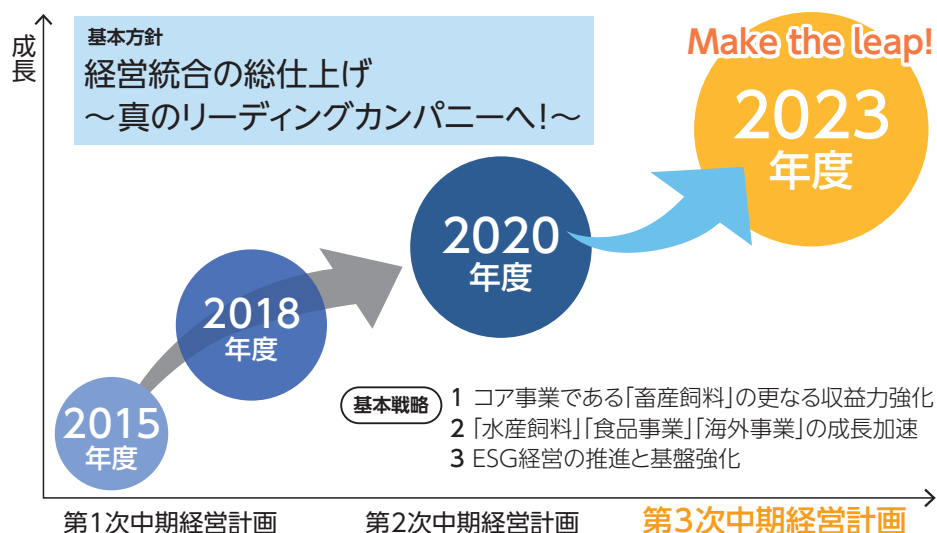 成長
基本方針
経営統合の総仕上げ
～真のリーディングカンパニーへ!～
Make the leap!
2023
年度
2020
年度
2018
年度
2015
年度
基本戦略
1 コア事業である「畜産飼料」の更なる収益力強化
2 「水産飼料」「食品事業」「海外事業」の成長加速
3 ESG経営の推進と基盤強化
第1次中期経営計画
第2次中期経営計画
第3次中期経営計画